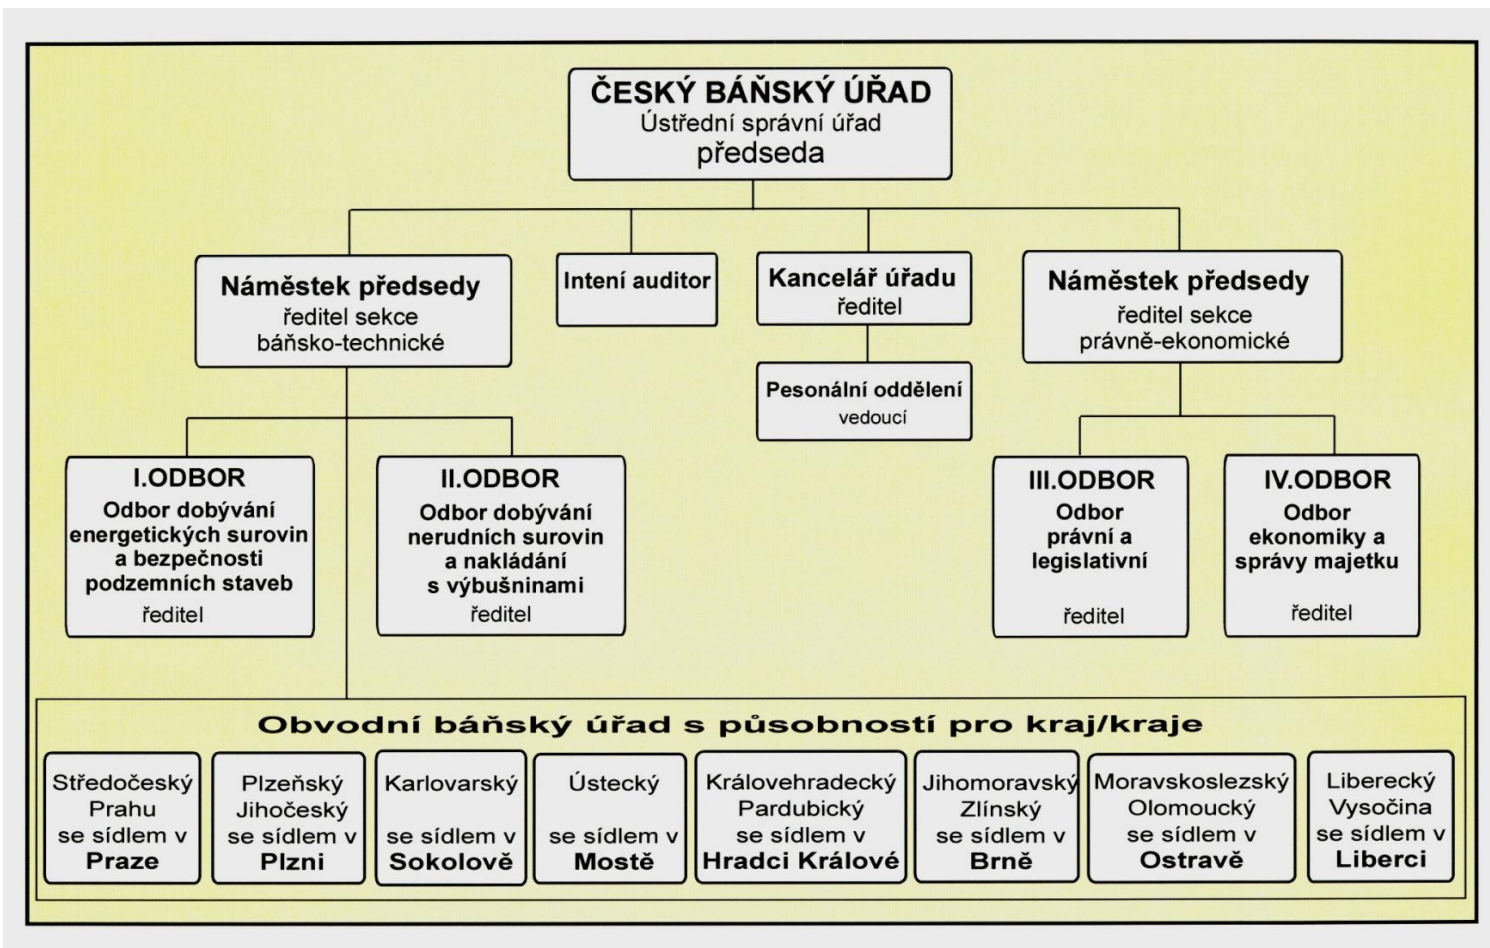 ČESKÝ BÁŇSKÝ ÚŘAD
Ústřední správní úřad
předseda
Náměstek předsedy
ředitel sekce
báňsko-technické
Intení auditor
Kancelář úřadu
ředitel
Pesonální oddělení
vedoucí
Náměstek předsedy
ředitel sekce
právně-ekonomické
I.ODBOR
Odbor dobývání
energetických surovin
a bezpečnosti
podzemních staveb
ředitel
II.ODBOR
Odbor dobývání
nerudních surovin
a nakládání
s výbušninami
ředitel
III.ODBOR
Odbor
právní a
legislativní
ředitel
IV.ODBOR
Odbor
ekonomiky a
správy majetku
ředitel
Obvodní báňský úřad s působností pro kraj/kraje
Středočeský
Prahu
se sídlem v
Praze
Plzeňský
Jihočeský
se sídlem v
Plzni
Karlovarský
se sídlem v
Sokolově
Ústecký
se sídlem v
Mostě
Královehradecký
Pardubický
se sídlem v
Hradci Králové
Jihomoravský
Zlínský
se sídlem v
Brně
Moravskoslezský
Olomoucký
se sídlem v
Ostravě
Liberecký
Vysočina
se sídlem v
Liberci